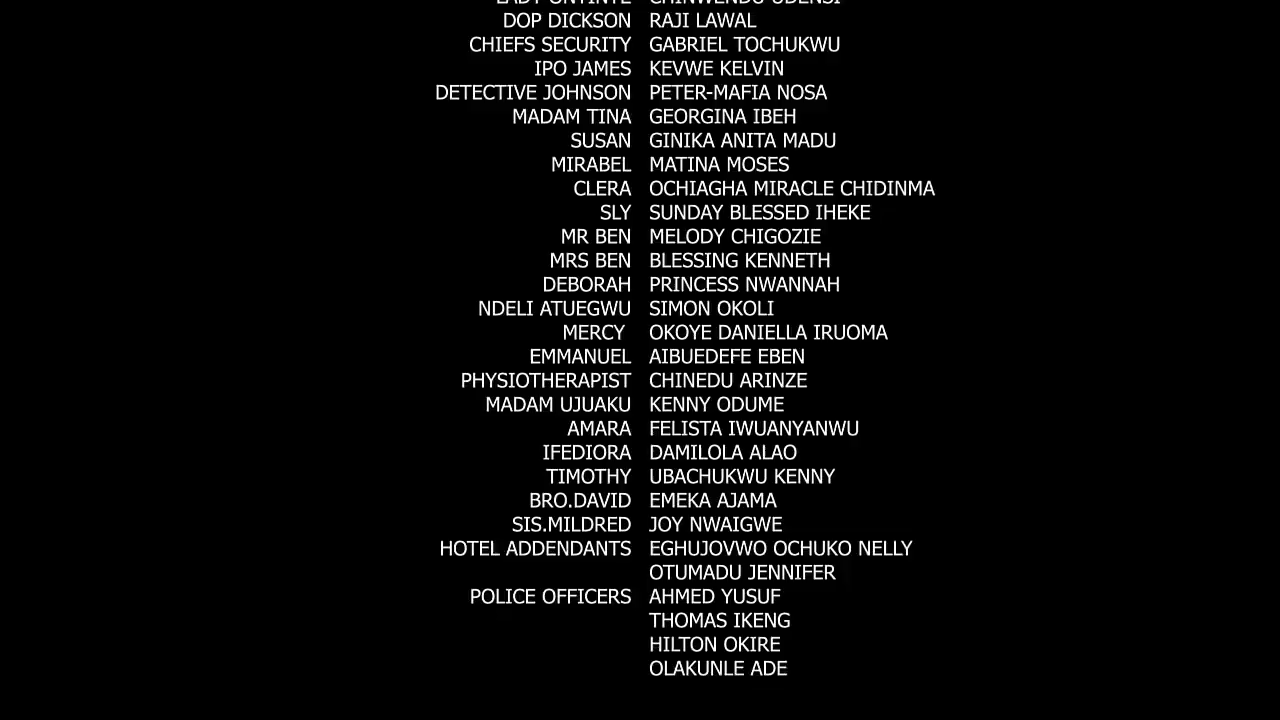 DOP DICKSON RAJI LAWAL
CHIEFS SECURITY GABRIEL TOCHUKWU
IPO JAMES KEVWE KELVIN
DETECTIVE JOHNSON PETER-MAFIA NOSA
MADAM TINA GEORGINA IBEH
SUSAN GINIKA ANITA MADU
MIRABEL MATINA MOSES
CLERA OCHIAGHA MIRACLE CHIDINMA
SLY SUNDAY BLESSED IHEKE
MR BEN MELODY CHIGOZIE
MRS BEN BLESSING KENNETH
DEBORAH PRINCESS NWANNAH
NDELI ATUEGWU SIMON OKOLI
MERCY OKOYE DANIELLA IRUOMA
EMMANUEL AIBUEDEFE EBEN
PHYSIOTHERAPIST CHINEDU ARINZE
MADAM UJUAKU KENNY ODUME
AMARA FELISTA IWUANYANWU
IFEDIORA DAMILOLA ALAO
TIMOTHY UBACHUKWU KENNY
BRO.DAVID EMEKA AJAMA
SIS.MILDRED JOY NWAIGWE
HOTEL ADDENDANTS EGHUJOVWO OCHUKO NELLY
OTUMADU JENNIFER
POLICE OFFICERS AHMED YUSUF
THOMAS IKENG
HILTON OKIRE
OLAKUNLE ADE